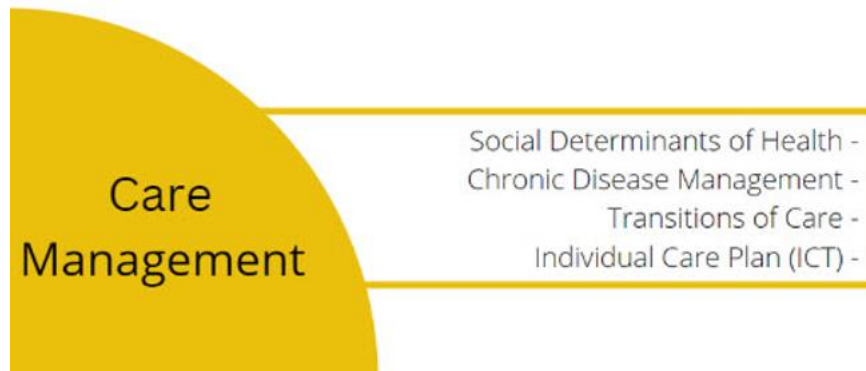 Care
Management
Social Determinants of Health -
Chronic Disease Management -
Transitions of Care -
Individual Care Plan (ICT) -